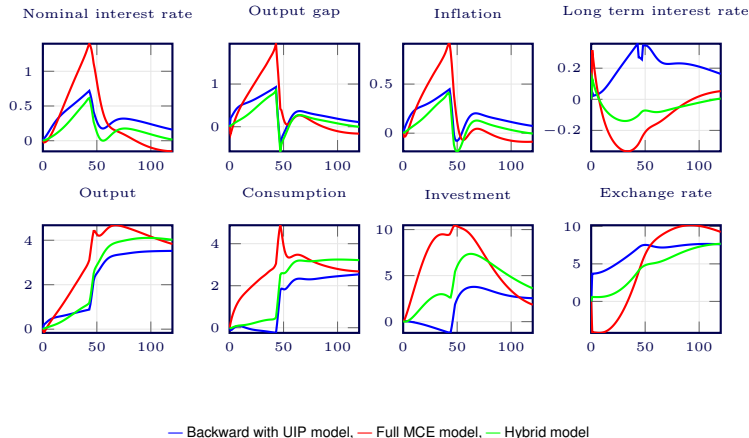 Nominal interest rate
Output gap
Inflation
Long term interest rate
1
0.5
0
0 50 100
1
0
0 50 100
1
0.5
0
0 50 100
0.2
0
−0.2
0 50 100
Output
Consumption
Investment
Exchange rate
4
2
0
0 50 100
4
2
0
0 50 100
10
5
0
0 50 100
10
5
0
0 50 100
Backward with UIP model, Full MCE model, Hybrid model